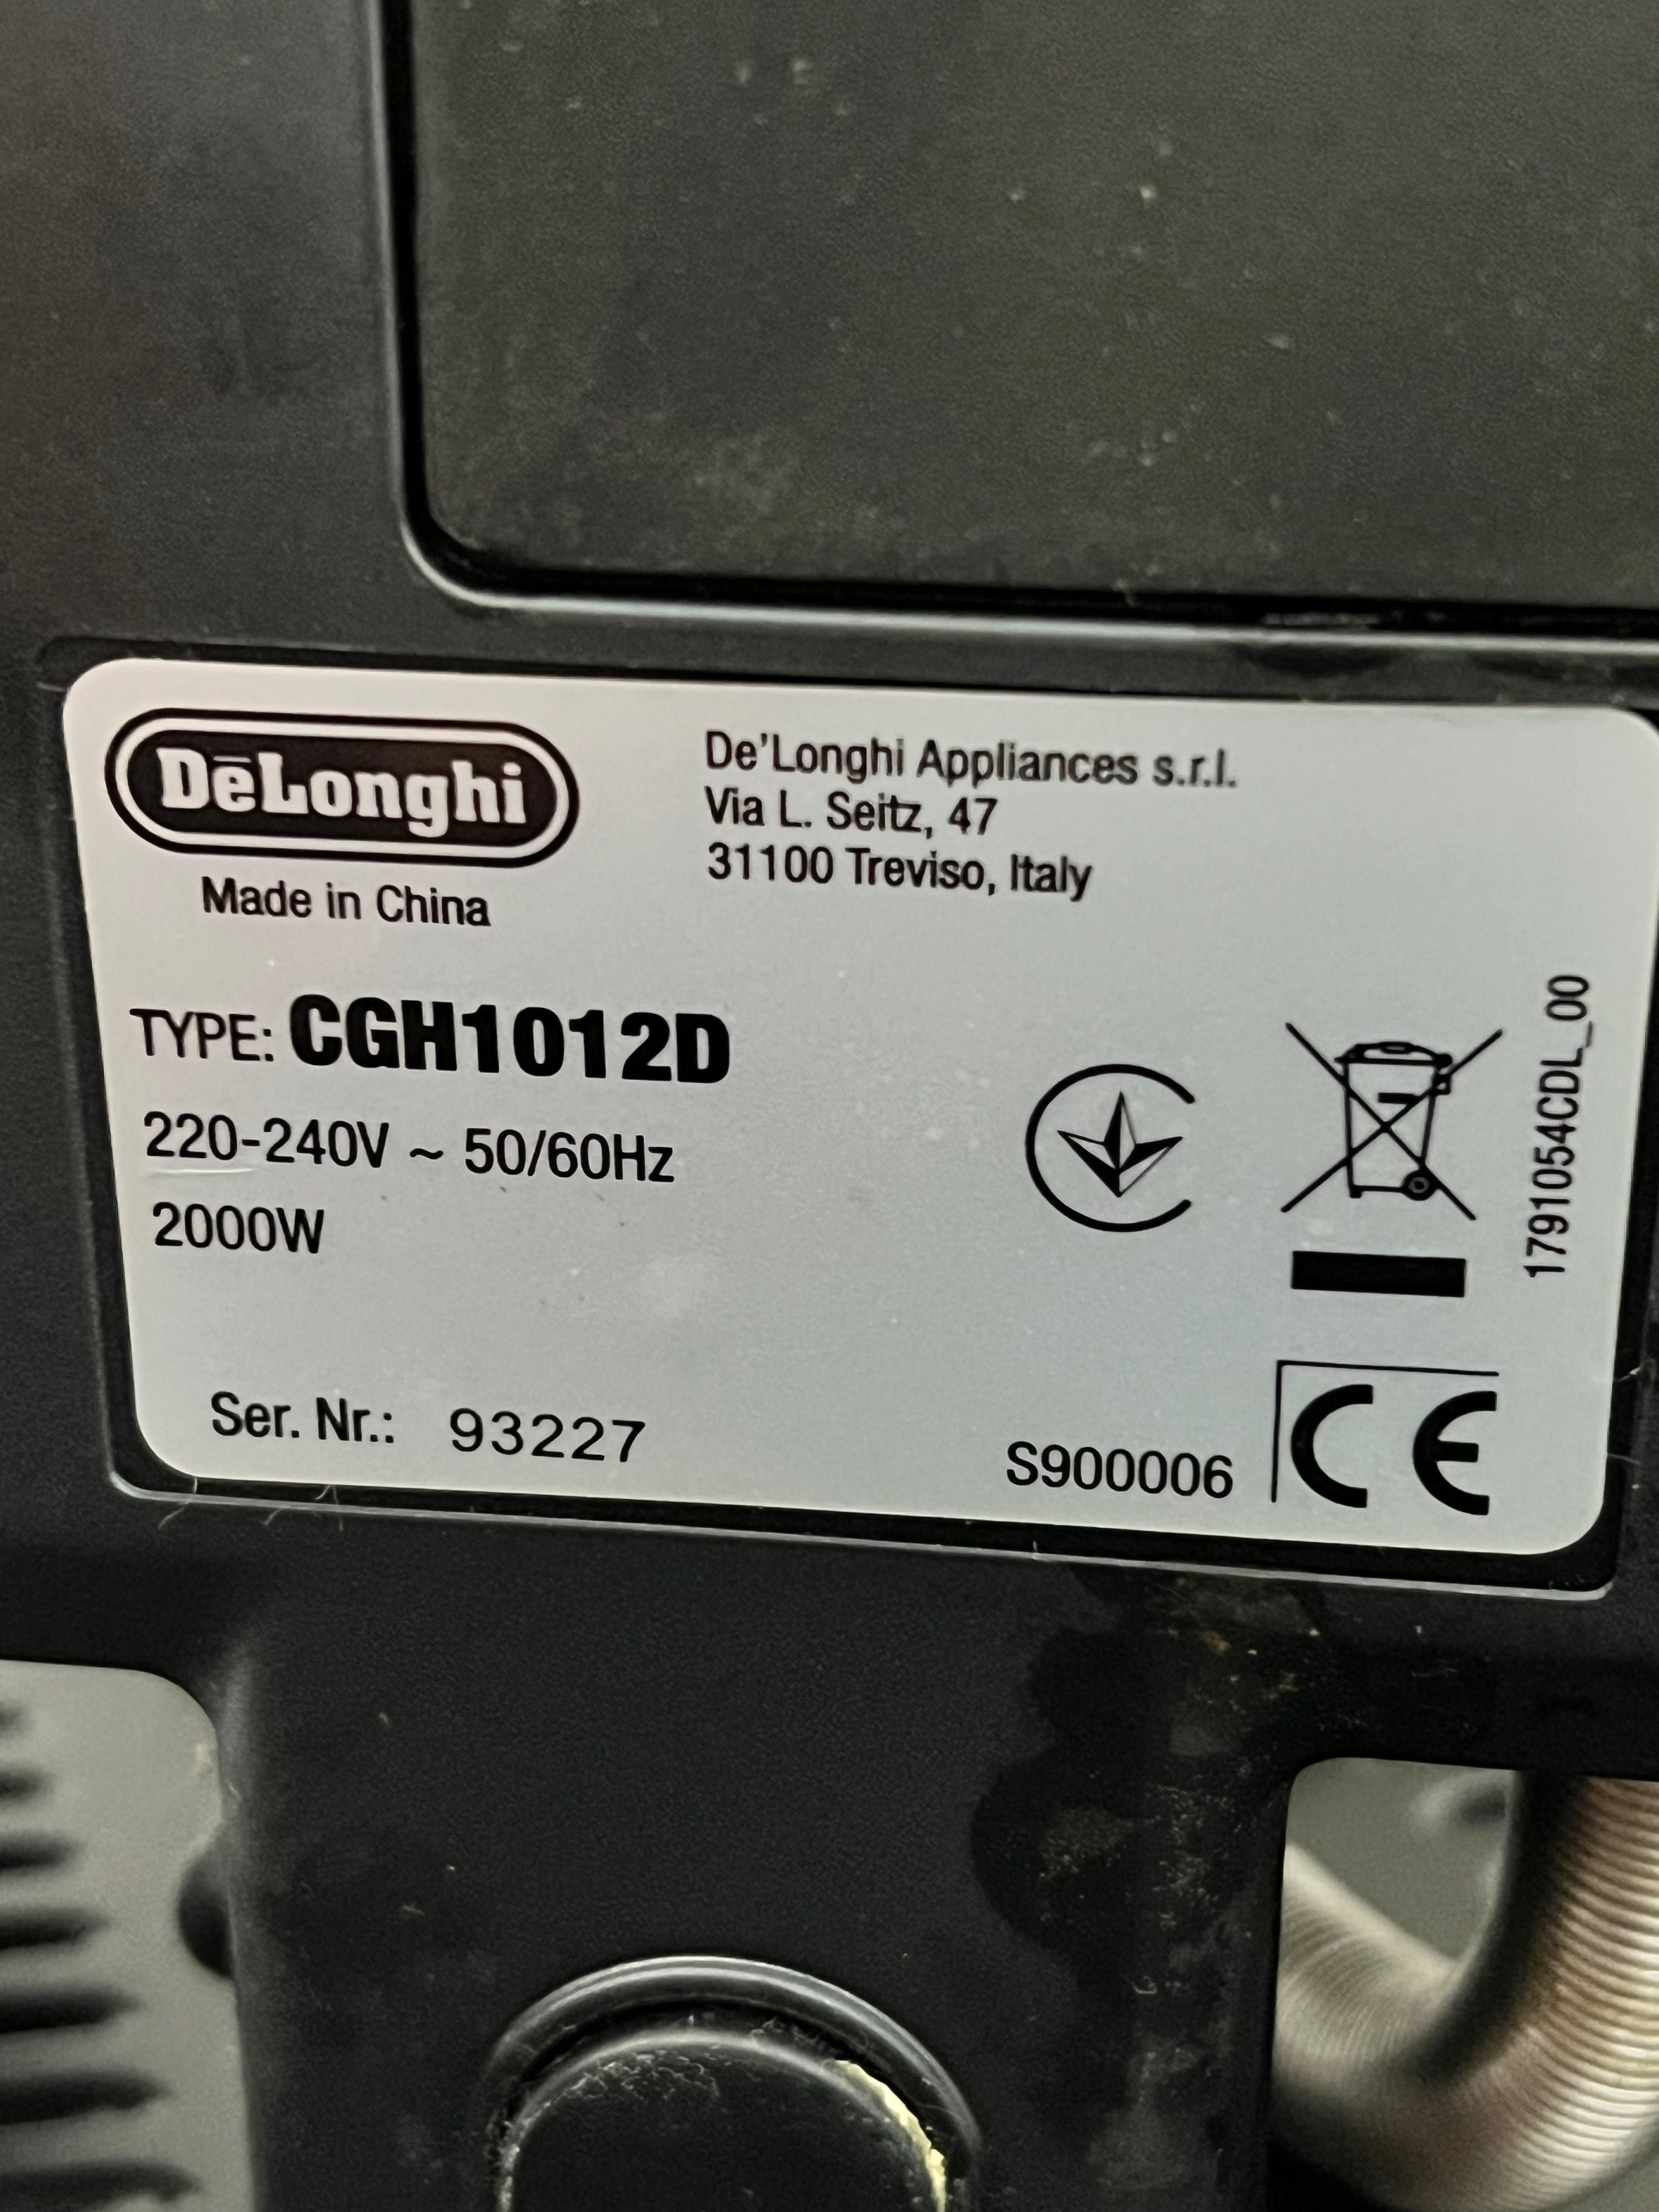 DēLonghi
Made in China
De'Longhi Appliances s.r.l.
Via L. Seitz, 47
31100 Treviso, Italy
TYPE: CGH1012D
220-240V ~ 50/60Hz
2000W
1791054CDL_00
Ser. Nr.: 93227
S900006
CE